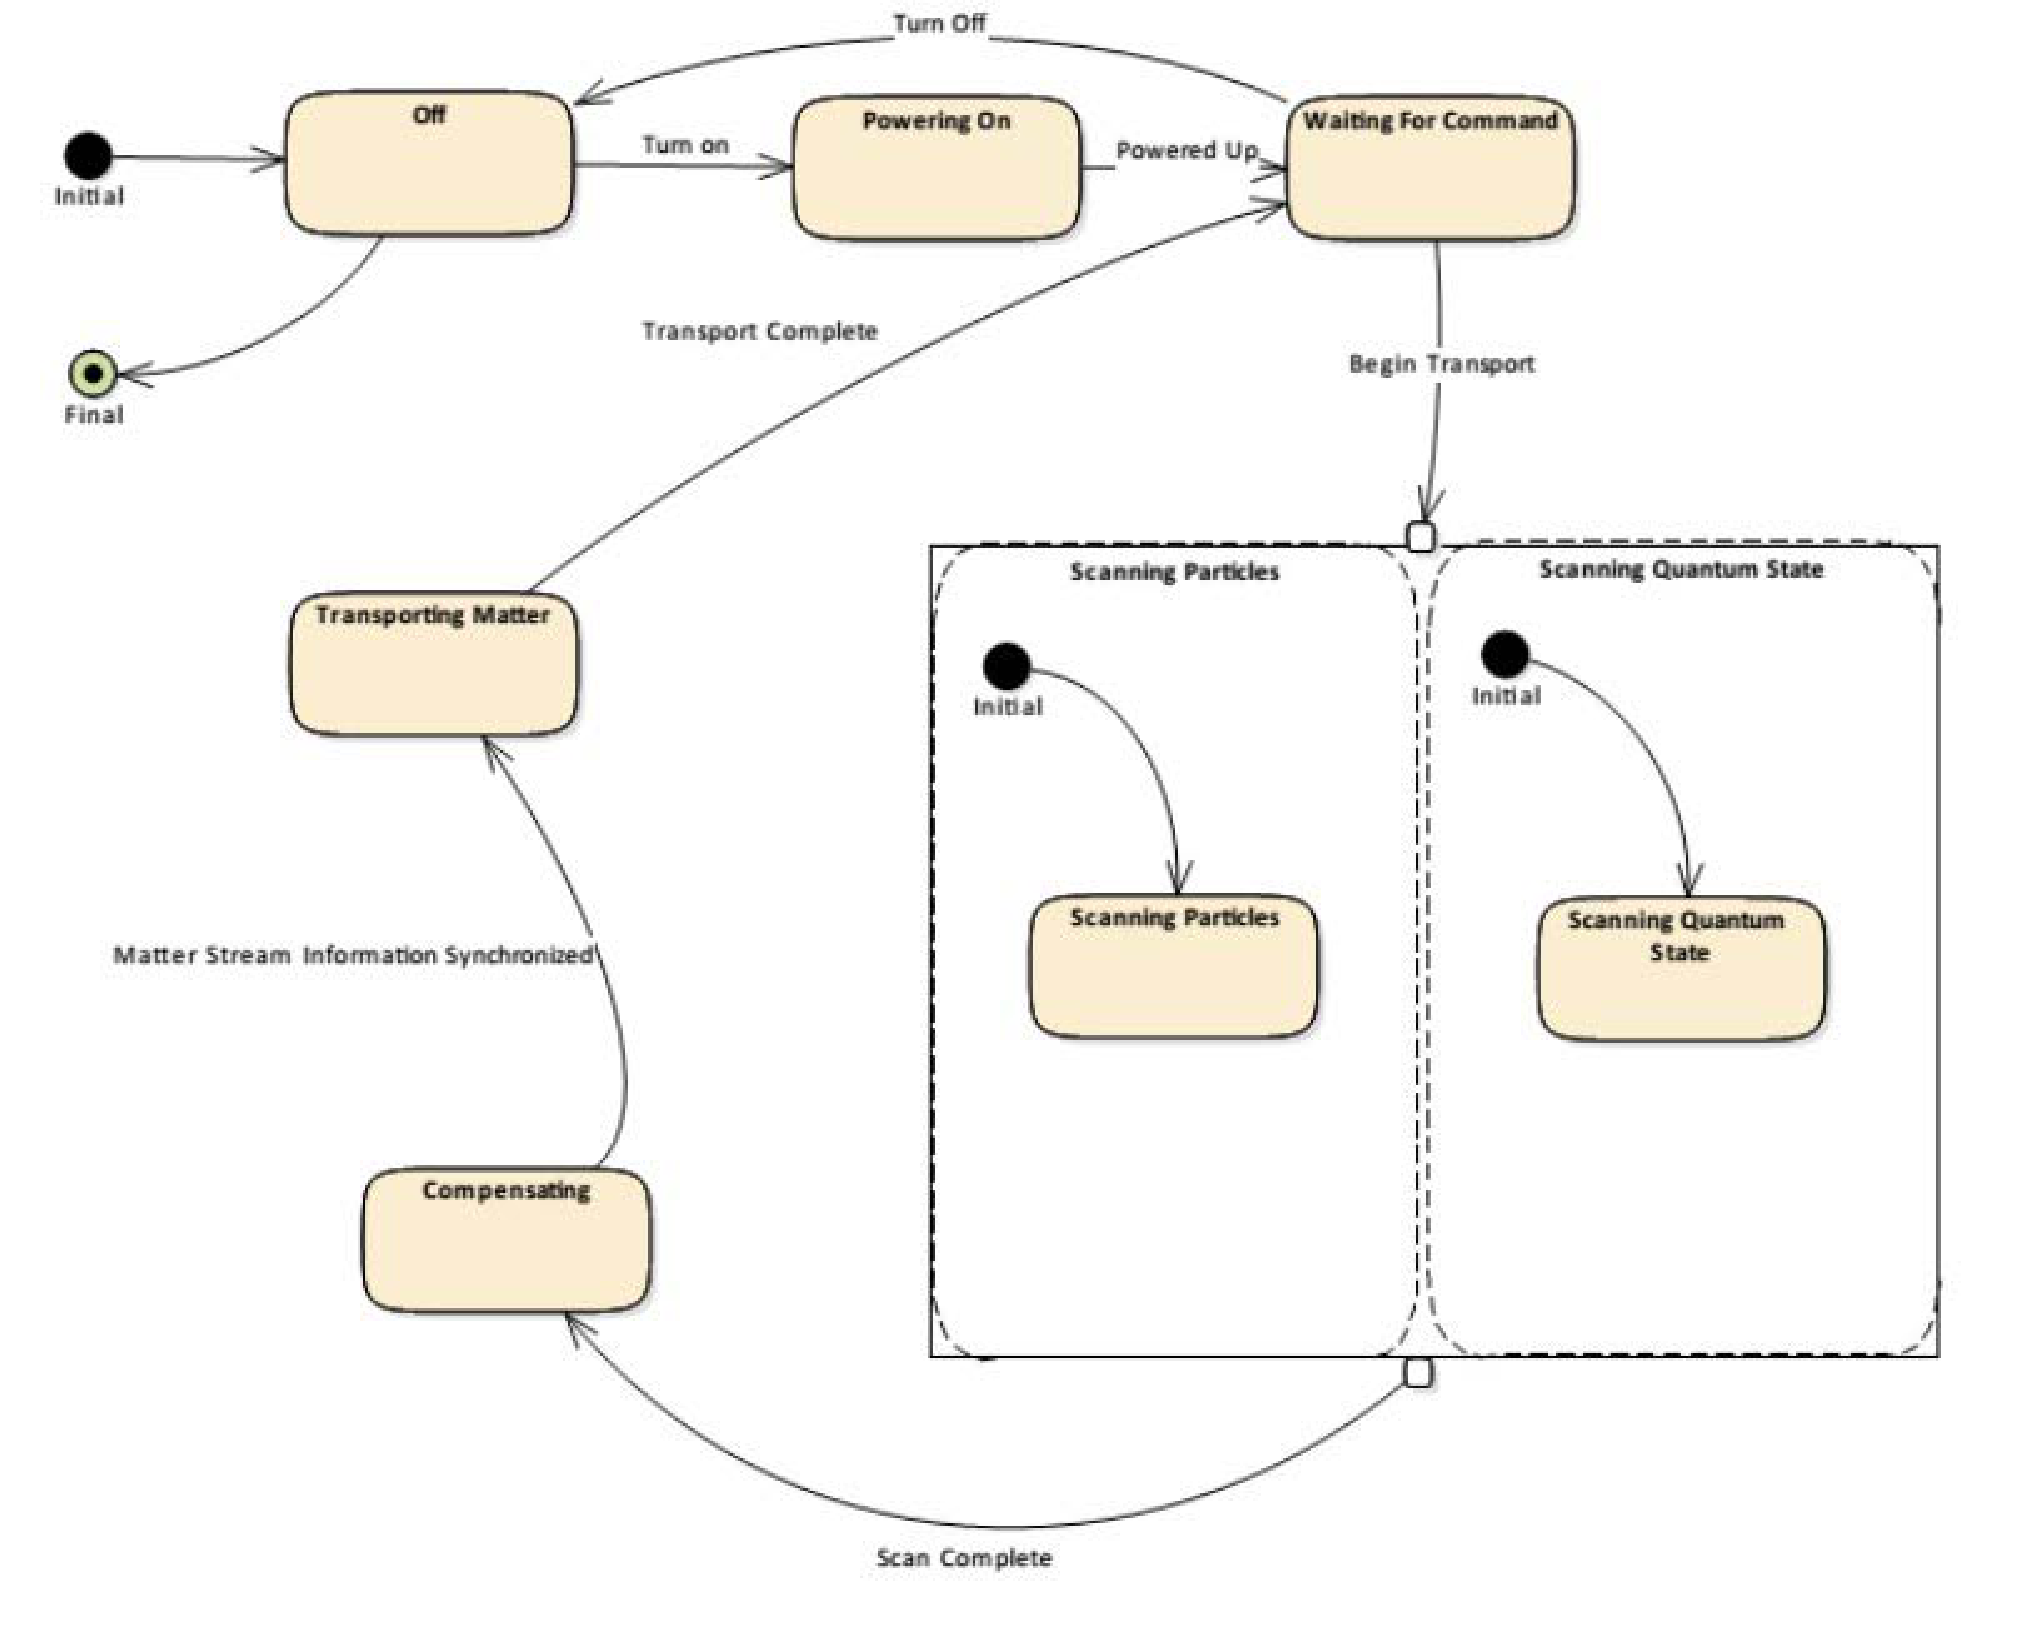 Turn Off
Off
Powering On
Waiting For Command
Turn on
Powered Up
Initial
Transport Complete
Begin Transport
Final
Scanning Particles
Scanning Quantum State
Transporting Matter
Initial
Initial
Scanning Particles
Scanning Quantum
State
Matter Stream Information Synchronized
Compensating
Scan Complete